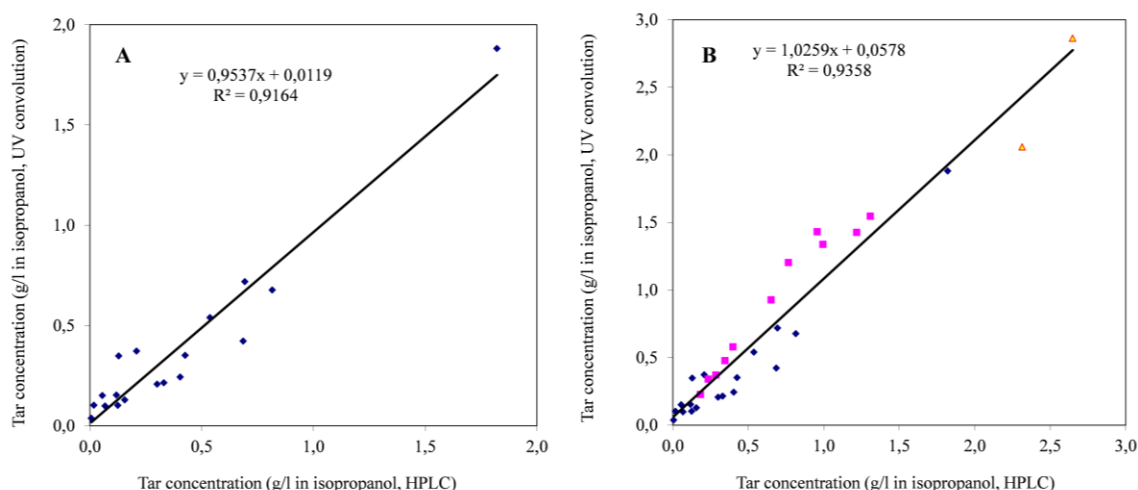 A
y = 0,9537x + 0,0119
R² = 0,9164
Tar concentration (g/l in isopropanol, UV convolution)
2,0
1,5
1,0
0,5
0,0
0,0 0,5 1,0 1,5 2,0
Tar concentration (g/l in isopropanol, HPLC)
B
y = 1,0259x + 0,0578
R² = 0,9358
Tar concentration (g/l in isopropanol, UV convolution)
3,0
2,5
2,0
1,5
1,0
0,5
0,0
0,0 0,5 1,0 1,5 2,0 2,5 3,0
Tar concentration (g/l in isopropanol, HPLC)